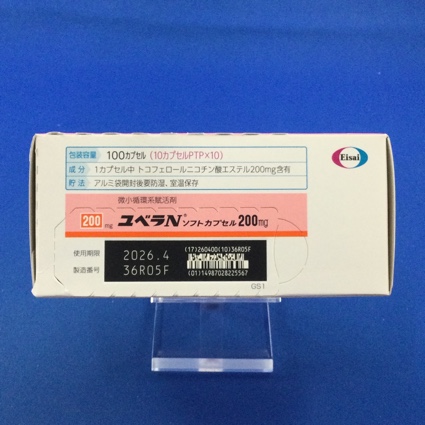 包装容量 100カプセル (10カプセルPTP×10)
Eisai
成分 1カプセル中 トコフェロールニコチン酸エステル200mg含有
貯法 アルミ袋開封後要防湿、室温保存
微小循環系賦活剤
200 mg ユベラN® ソフトカプセル 200mg
使用期限 2026.4
製造番号 36R05F
(17)260400(10)36R05F
(01)14987028225567
GS1